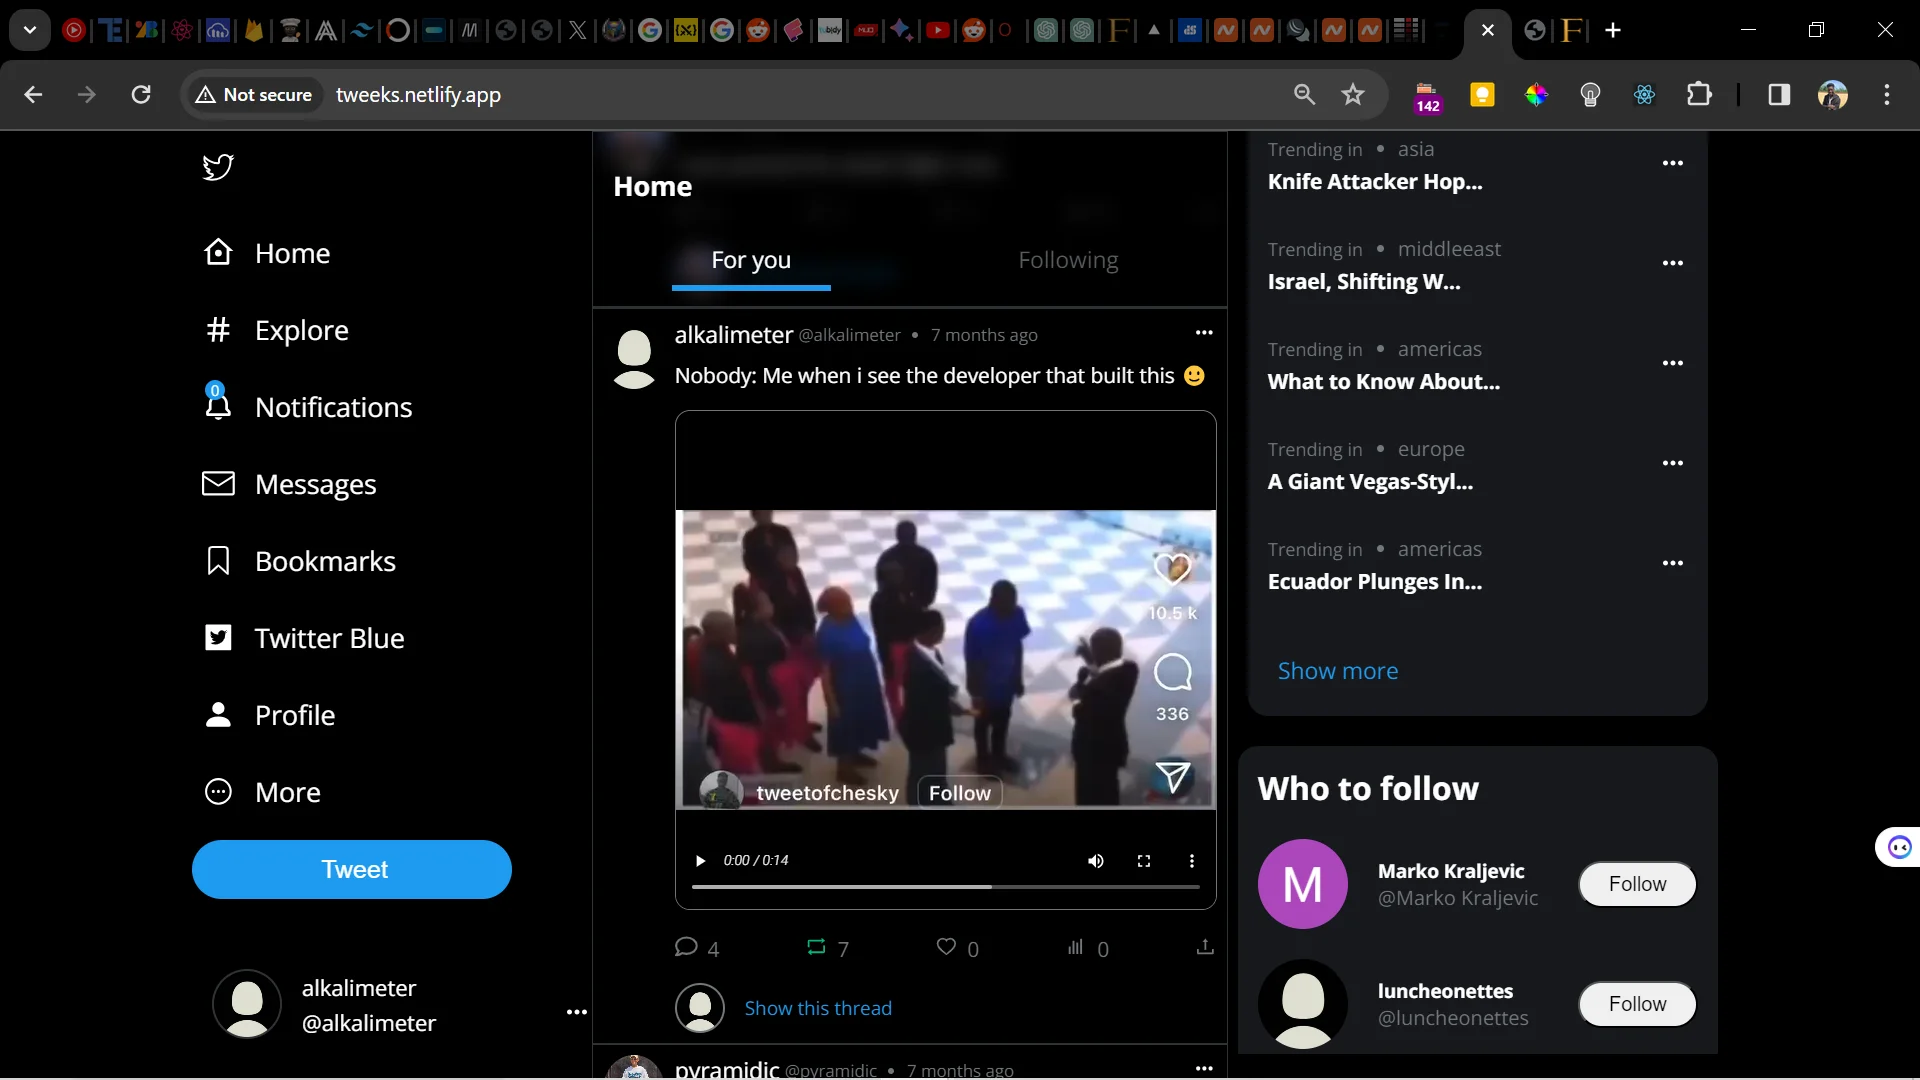 Not secure
tweeks.netlify.app
142
Home
Explore
0
Notifications
Messages
Bookmarks
Twitter Blue
Profile
More
Tweet
alkalimeter
@alkalimeter
Home
For you
Following
alkalimeter @alkalimeter • 7 months ago
Nobody: Me when i see the developer that built this 🙂
10.5 k
336
tweetofchesky
Follow
0:00 / 0:14
4
7
0
0
Show this thread
pyramidic @pyramidic • 7 months ago
Trending in • asia
Knife Attacker Hop...
Trending in • middleeast
Israel, Shifting W...
Trending in • americas
What to Know About...
Trending in • europe
A Giant Vegas-Styl...
Trending in • americas
Ecuador Plunges In...
Show more
Who to follow
M
Marko Kraljevic
@Marko Kraljevic
Follow
luncheonettes
@luncheonettes
Follow